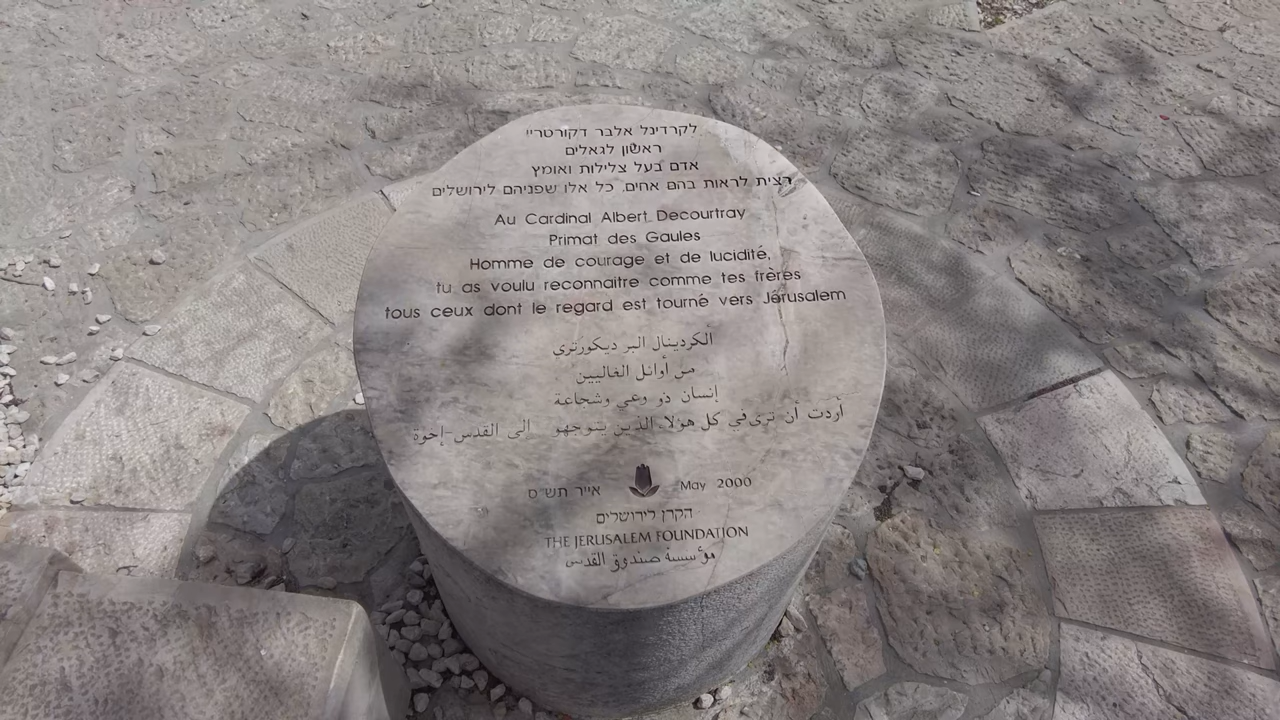 לקרדינל אלבר דקורטריי
ראשון לגאלים
אדם בעל צלילות ואומץ
רצית לראות בהם אחים, כל אלו שפניהם לירושלים
Au Cardinal Albert Decourtray
Primat des Gaules
Homme de courage et de lucidité,
tu as voulu reconnaitre comme tes frères
tous ceux dont le regard est tourné vers Jérusalem
ألكردينال البر ديكورتري
من أوائل الغاليين
إنسان ذو وعي وشجاعة
أردت أن ترى في كل هولاء الذين يتوجهو الى القدس-إخوة
אייר תש״ס May 2000
הקרן לירושלים
THE JERUSALEM FOUNDATION
مؤسسة صندوق القدس